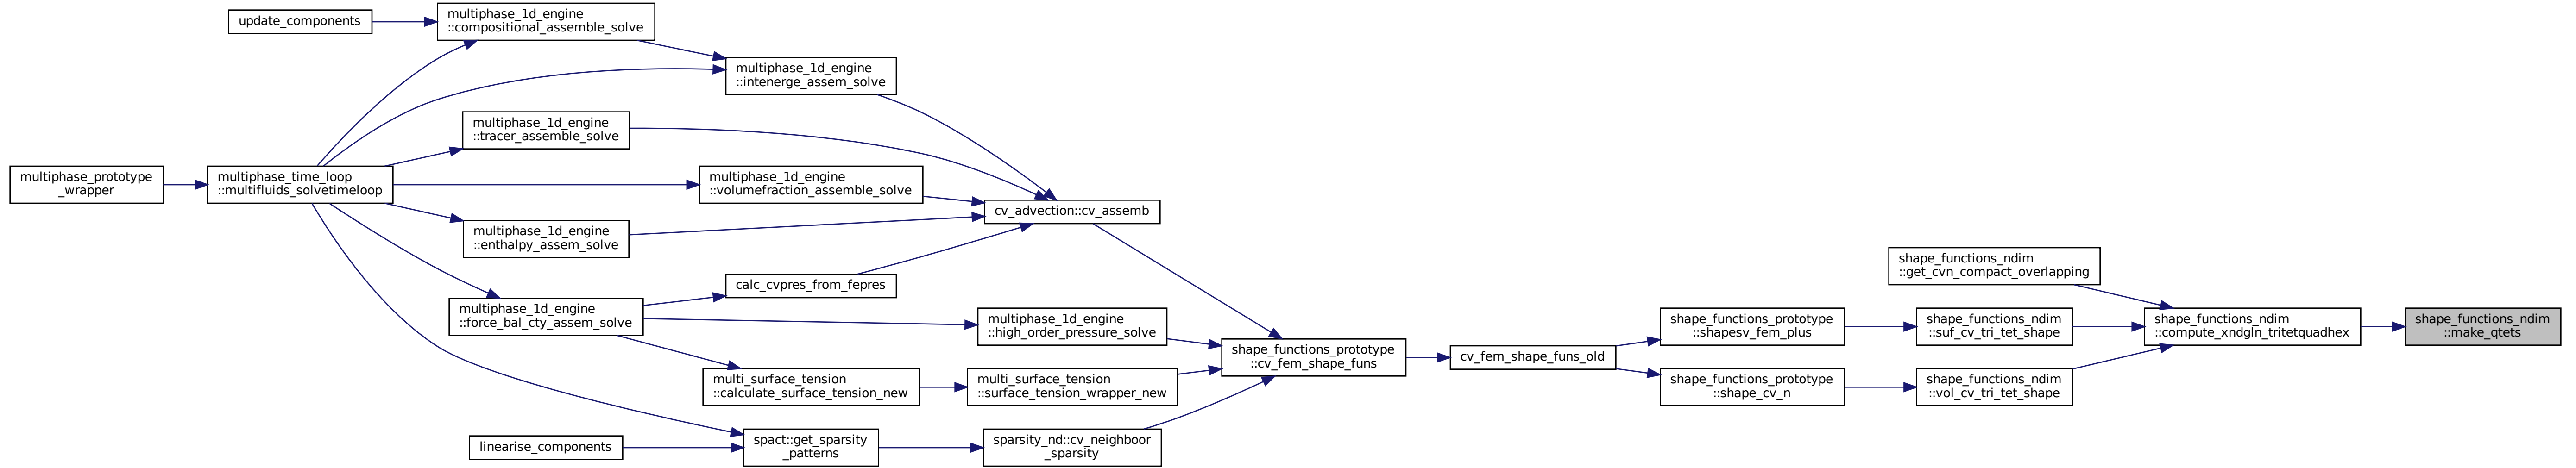 update_components
multiphase_1d_engine
::compositional_assemble_solve
multiphase_1d_engine
::intenerge_assem_solve
multiphase_1d_engine
::tracer_assemble_solve
multiphase_prototype
_wrapper
multiphase_time_loop
::multifluids_solvetimeloop
multiphase_1d_engine
::volumefraction_assemble_solve
cv_advection::cv_assemb
multiphase_1d_engine
::enthalpy_assem_solve
calc_cvpres_from_fepres
multiphase_1d_engine
::force_bal_cty_assem_solve
multiphase_1d_engine
::high_order_pressure_solve
multi_surface_tension
::calculate_surface_tension_new
multi_surface_tension
::surface_tension_wrapper_new
shape_functions_prototype
::cv_fem_shape_funs
linearise_components
spact::get_sparsity
_patterns
sparsity_nd::cv_neighboor
_sparsity
cv_fem_shape_funs_old
shape_functions_prototype
::shapesv_fem_plus
shape_functions_prototype
::shape_cv_n
shape_functions_ndim
::get_cvn_compact_overlapping
shape_functions_ndim
::suf_cv_tri_tet_shape
shape_functions_ndim
::vol_cv_tri_tet_shape
shape_functions_ndim
::compute_xndgln_tritetquadhex
shape_functions_ndim
::make_qtets